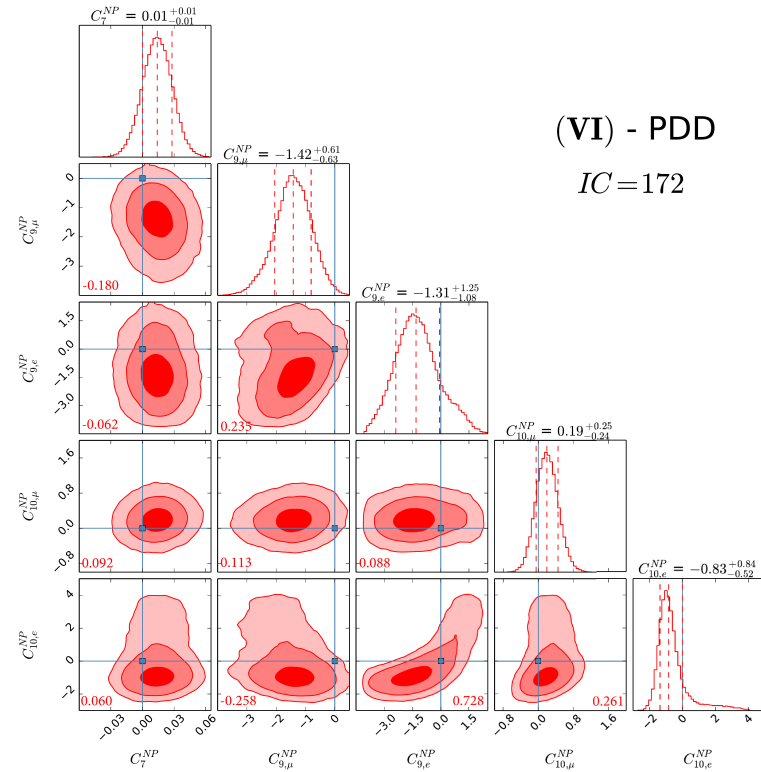 C_7^{NP} = 0.01^{+0.01}_{-0.01}
(VI) - PDD
IC = 172
C_{9,μ}^{NP} = −1.42^{+0.61}_{-0.63}
C_{9,μ}^{NP}
0
−1
−2
−3
-0.180
C_{9,e}^{NP} = −1.31^{+1.25}_{-1.08}
C_{9,e}^{NP}
1.5
0.0
−1.5
−3.0
-0.062
0.235
C_{10,μ}^{NP} = 0.19^{+0.25}_{-0.24}
C_{10,μ}^{NP}
1.6
0.8
0.0
−0.8
-0.092
-0.113
0.088
C_{10,e}^{NP} = −0.83^{+0.84}_{-0.52}
C_{10,e}^{NP}
4
2
0
2
0.060
-0.258
0.728
0.261
−0.03 0.00 0.03 0.06
−3 −2 −1 0
−3.0 −1.5 0.0 1.5
−0.8 0.0 0.8 1.6
−2 0 2 4
C_7^{NP} C_{9,μ}^{NP} C_{9,e}^{NP} C_{10,μ}^{NP} C_{10,e}^{NP}